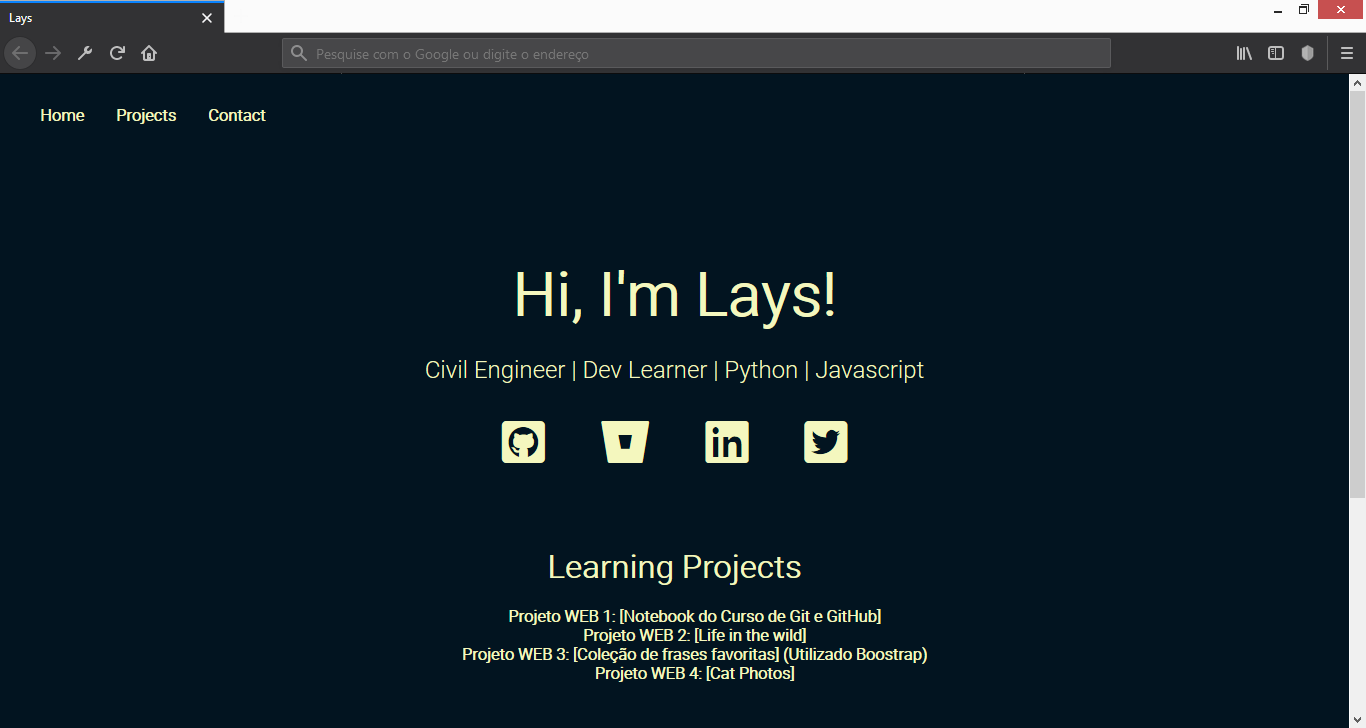 Lays
Pesquise com o Google ou digite o endereço
Home Projects Contact
Hi, I'm Lays!
Civil Engineer | Dev Learner | Python | Javascript
in
Learning Projects
Projeto WEB 1: [Notebook do Curso de Git e GitHub]
Projeto WEB 2: [Life in the wild]
Projeto WEB 3: [Coleção de frases favoritas] (Utilizado Boostrap)
Projeto WEB 4: [Cat Photos]